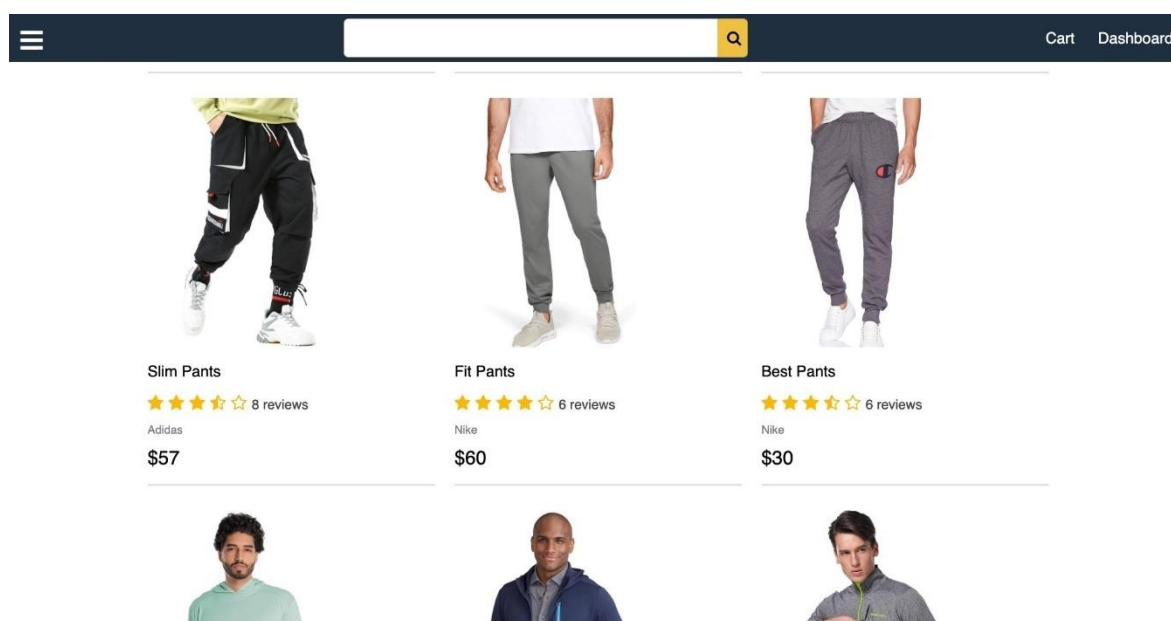 Cart Dashboard
Slim Pants
8 reviews
Adidas
$57
Fit Pants
6 reviews
Nike
$60
Best Pants
6 reviews
Nike
$30